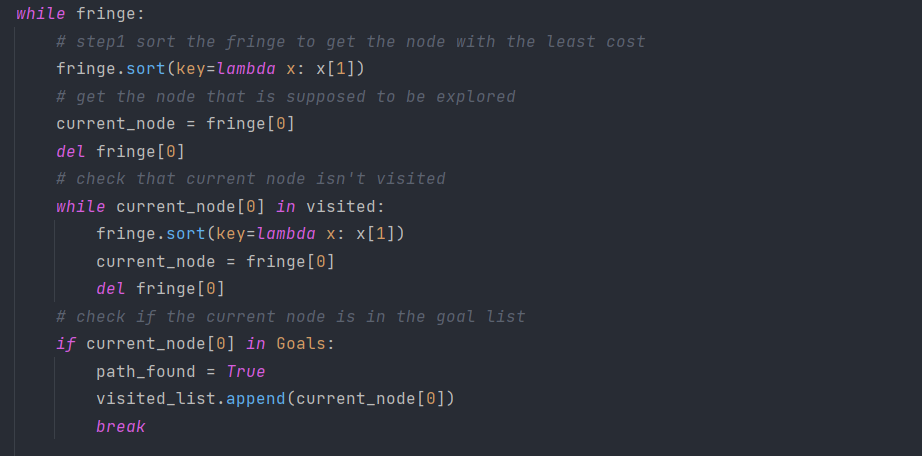 while fringe:
    # step1 sort the fringe to get the node with the least cost
    fringe.sort(key=lambda x: x[1])
    # get the node that is supposed to be explored
    current_node = fringe[0]
    del fringe[0]
    # check that current node isn't visited
    while current_node[0] in visited:
        fringe.sort(key=lambda x: x[1])
        current_node = fringe[0]
        del fringe[0]
    # check if the current node is in the goal list
    if current_node[0] in Goals:
        path_found = True
        visited_list.append(current_node[0])
        break